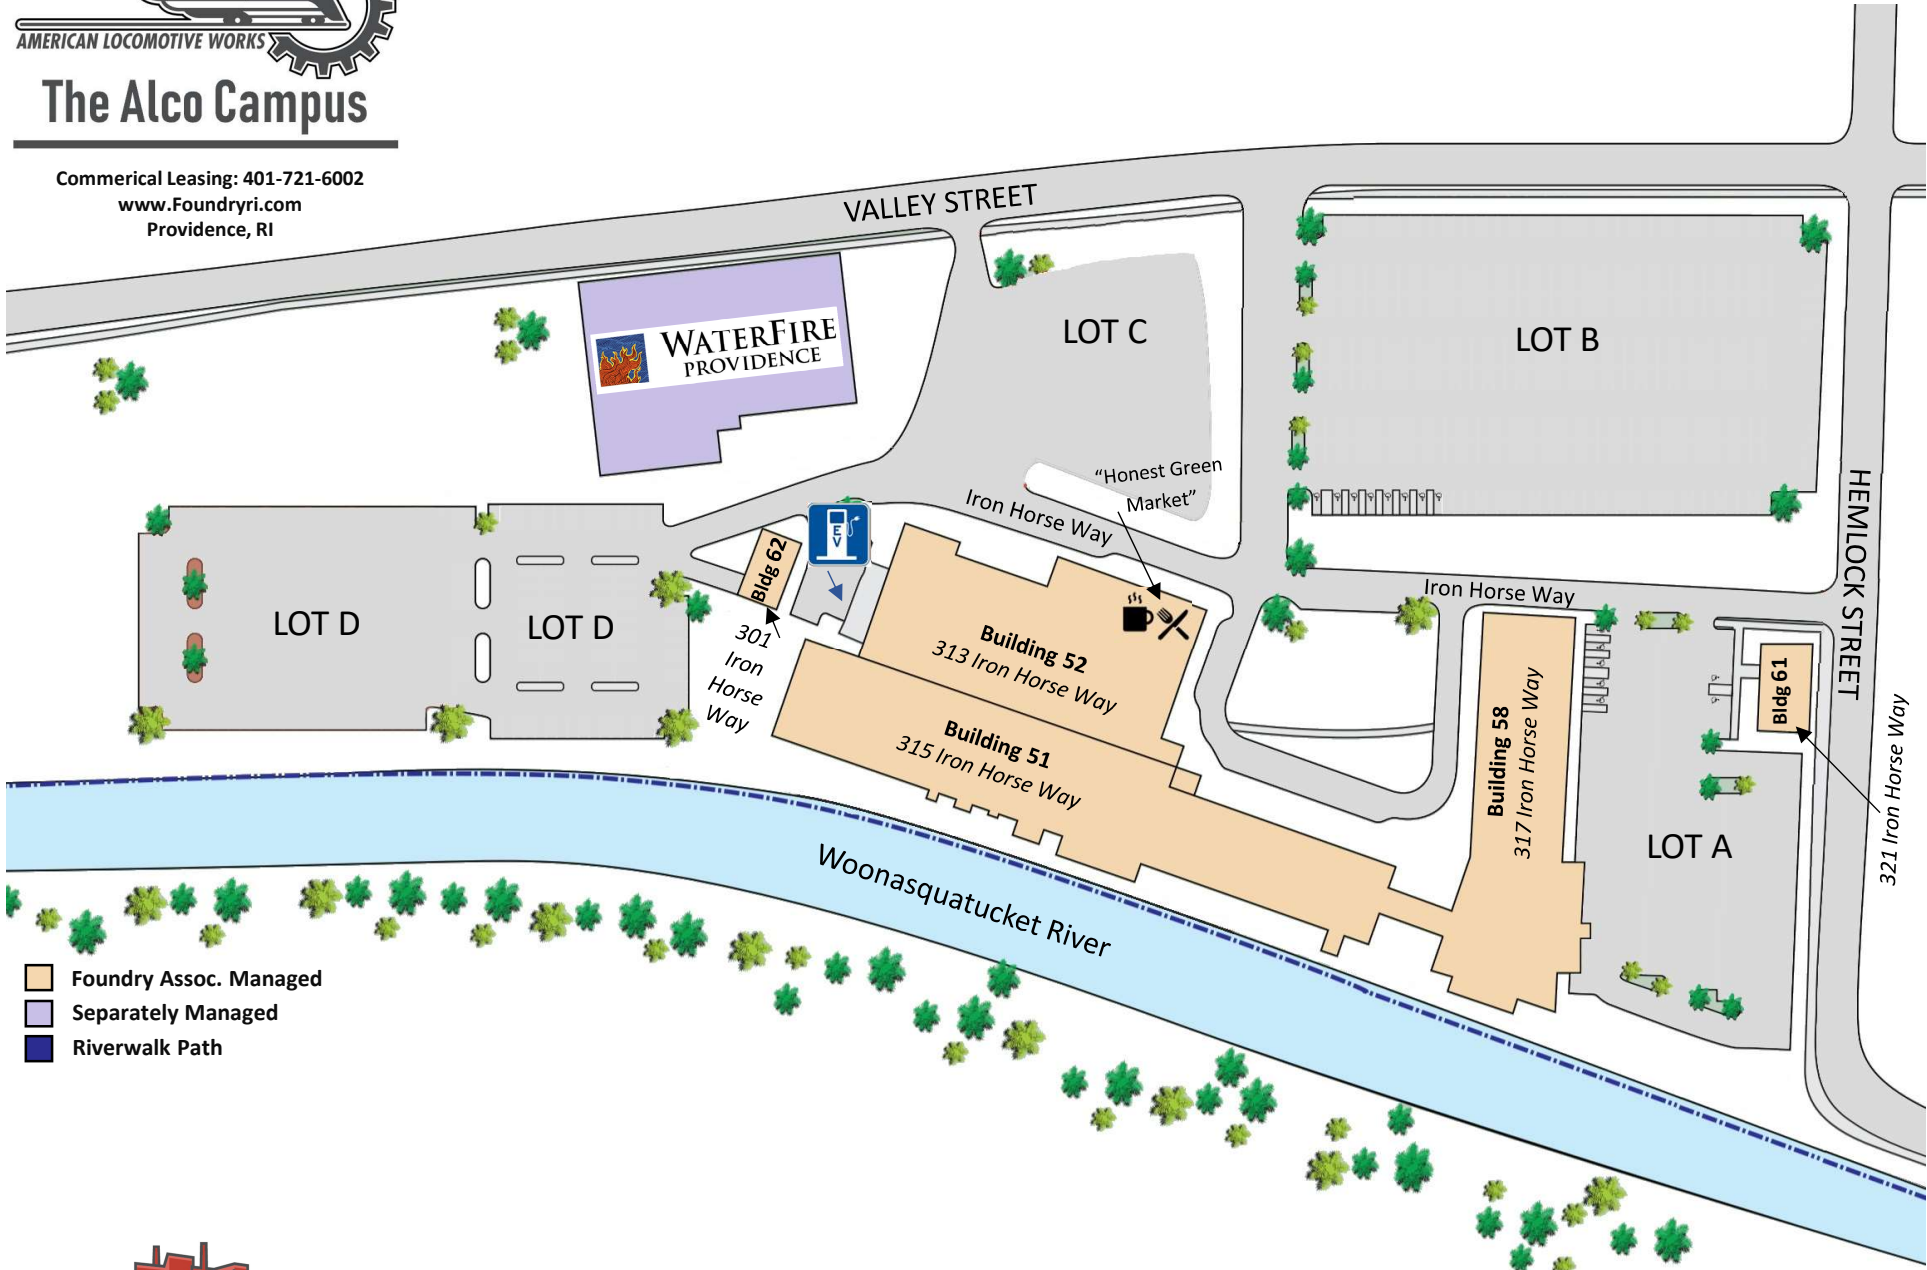 AMERICAN LOCOMOTIVE WORKS
The Alco Campus
Commerical Leasing: 401-721-6002
www.Foundryri.com
Providence, RI
VALLEY STREET
WATERFIRE
PROVIDENCE
LOT C
LOT B
"Honest Green
Market"
Iron Horse Way
HEMLOCK STREET
EV
Bldg 62
Iron Horse Way
LOT D
LOT D
301
Iron
Horse
Way
Building 52
313 Iron Horse Way
Building 51
315 Iron Horse Way
Building 58
317 Iron Horse Way
Bldg 61
321 Iron Horse Way
LOT A
Woonasquatucket River
Foundry Assoc. Managed
Separately Managed
Riverwalk Path